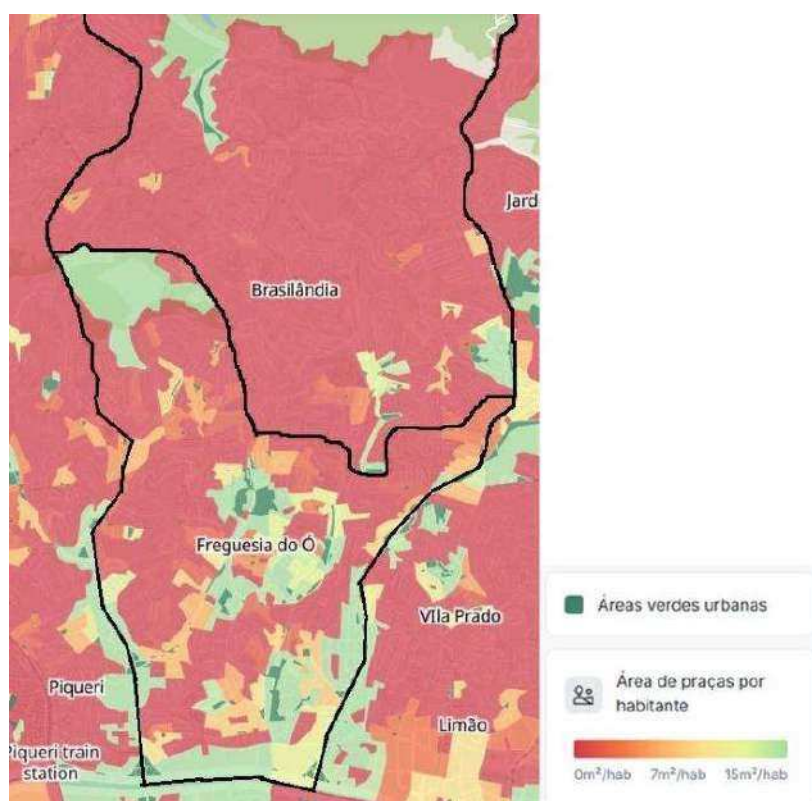 Jard
Brasilândia
Freguesia do Ó
VIla Prado
Piqueri
Limão
Piqueri train
station
Áreas verdes urbanas
Área de praças por
habitante
0m²/hab 7m²/hab 15m²/hab